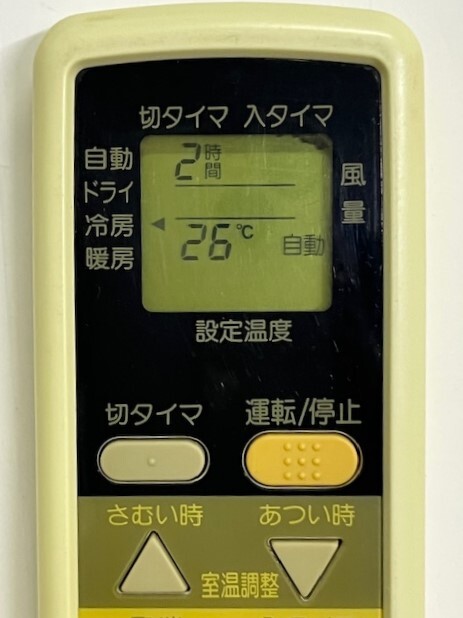 切タイマ 入タイマ
自動
ドライ
冷房
暖房
2時間
◀
26℃
自動
風量
設定温度
切タイマ
運転/停止
さむい時
あつい時
室温調整